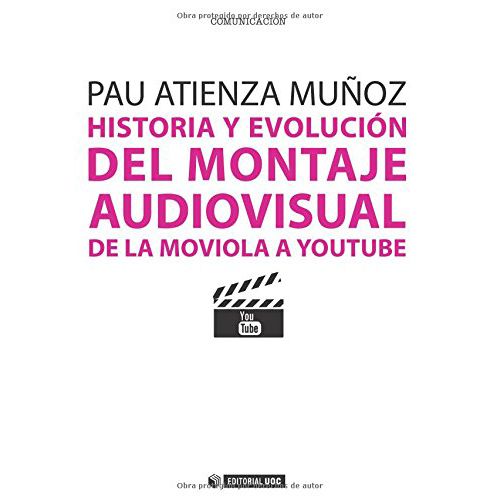 Obra protegida por derechos de autor
COMUNICACIÓN
PAU ATIENZA MUÑOZ
HISTORIA Y EVOLUCIÓN
DEL MONTAJE
AUDIOVISUAL
DE LA MOVIOLA A YOUTUBE
You
Tube
EDITORIAL UOC
Obra protegida por derechos de autor